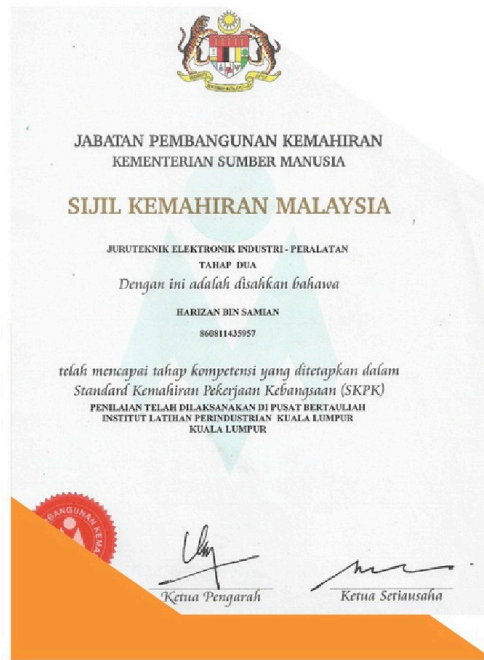 JABATAN PEMBANGUNAN KEMAHIRAN
KEMENTERIAN SUMBER MANUSIA
SIJIL KEMAHIRAN MALAYSIA
JURUTEKNIK ELEKTRONIK INDUSTRI - PERALATAN
TAHAP DUA
Dengan ini adalah disahkan bahawa
HARIZAN BIN SAMIAN
860811435957
telah mencapai tahap kompetensi yang ditetapkan dalam
Standard Kemahiran Pekerjaan Kebangsaan (SKPK)
PENILAIAN TELAH DILAKSANAKAN DI PUSAT BERTAULIAH
INSTITUT LATIHAN PERINDUSTRIAN KUALA LUMPUR
KUALA LUMPUR
Ketua Pengarah
Ketua Setiausaha